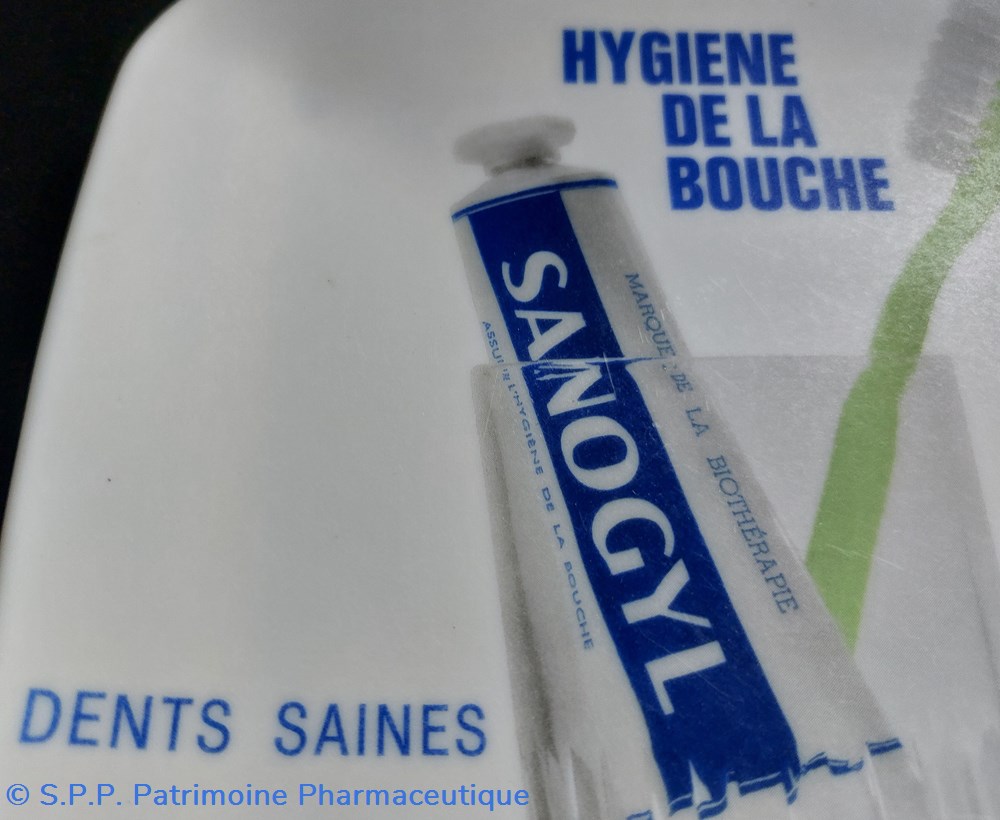 HYGIENE
DE LA
BOUCHE
SANOGYL
MARQUE DE LA BIOTHÉRAPIE
ASSURE L'HYGIÈNE DE LA BOUCHE
DENTS SAINES
© S.P.P. Patrimoine Pharmaceutique